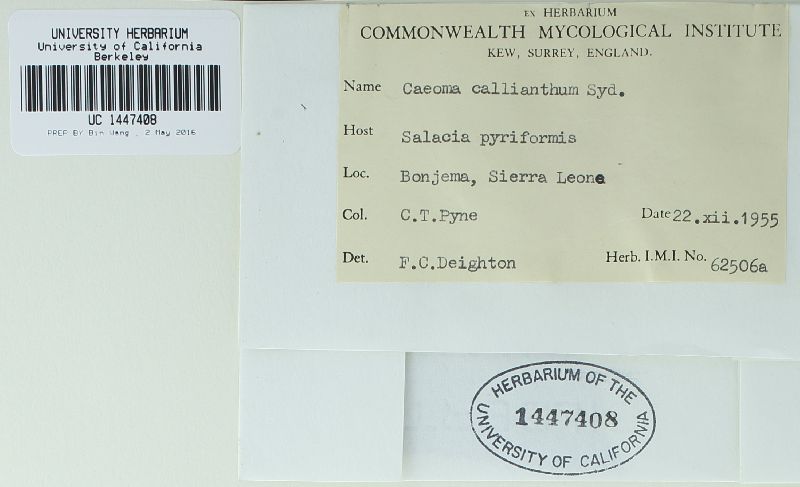 UNIVERSITY HERBARIUM
University of California
Berkeley
UC 1447408
PREP BY Bin Wang , 2 May 2016
EX HERBARIUM
COMMONWEALTH MYCOLOGICAL INSTITUTE
KEW, SURREY, ENGLAND.
Name Caeoma callianthum Syd.
Host Salacia pyriformis
Loc. Bonjema, Sierra Leone
Col. C.T.Pyne Date 22.xii.1955
Det. F.C.Deighton Herb. I.M.I. No. 62506a
HERBARIUM OF THE
1447408
UNIVERSITY OF CALIFORNIA